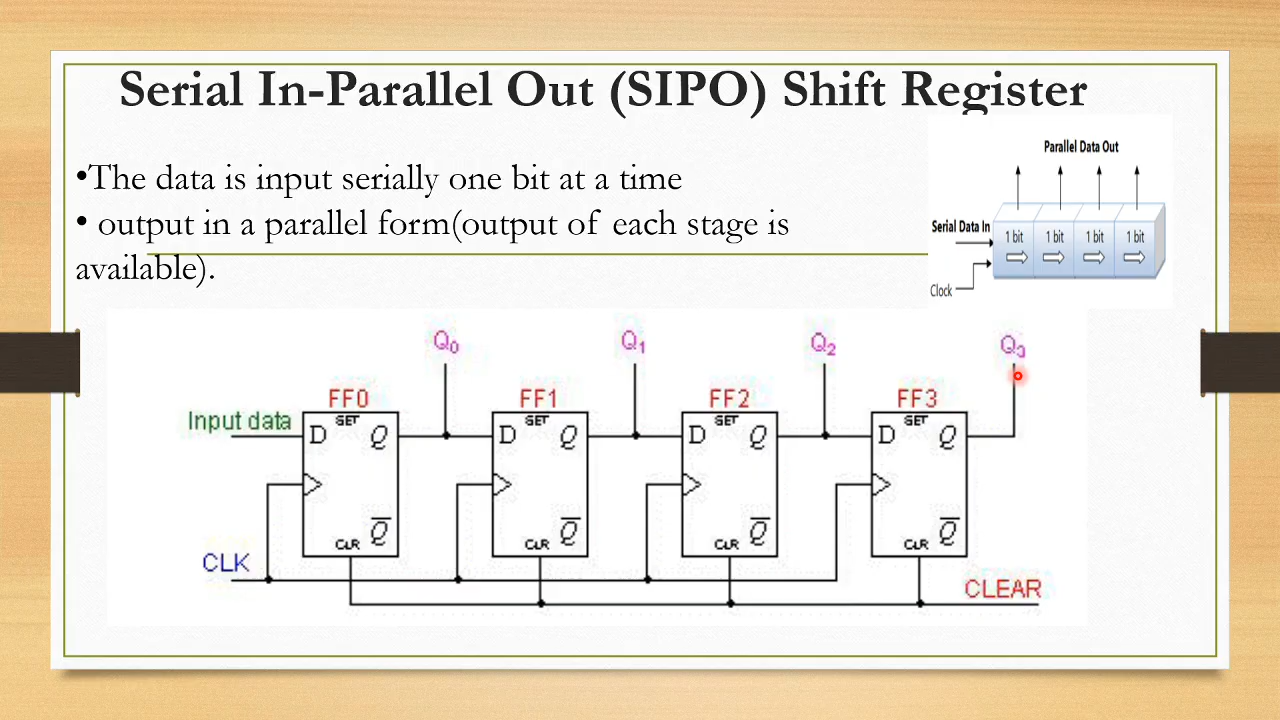 Serial In-Parallel Out (SIPO) Shift Register
•The data is input serially one bit at a time
• output in a parallel form(output of each stage is
available).
Parallel Data Out
Serial Data In
1 bit 1 bit 1 bit 1 bit
Clock
Q0 Q1 Q2 Q3
FF0 FF1 FF2 FF3
Input data
SET SET SET SET
D Q D Q D Q D Q
Q̅ Q̅ Q̅ Q̅
CLR CLR CLR CLR
CLK
CLEAR